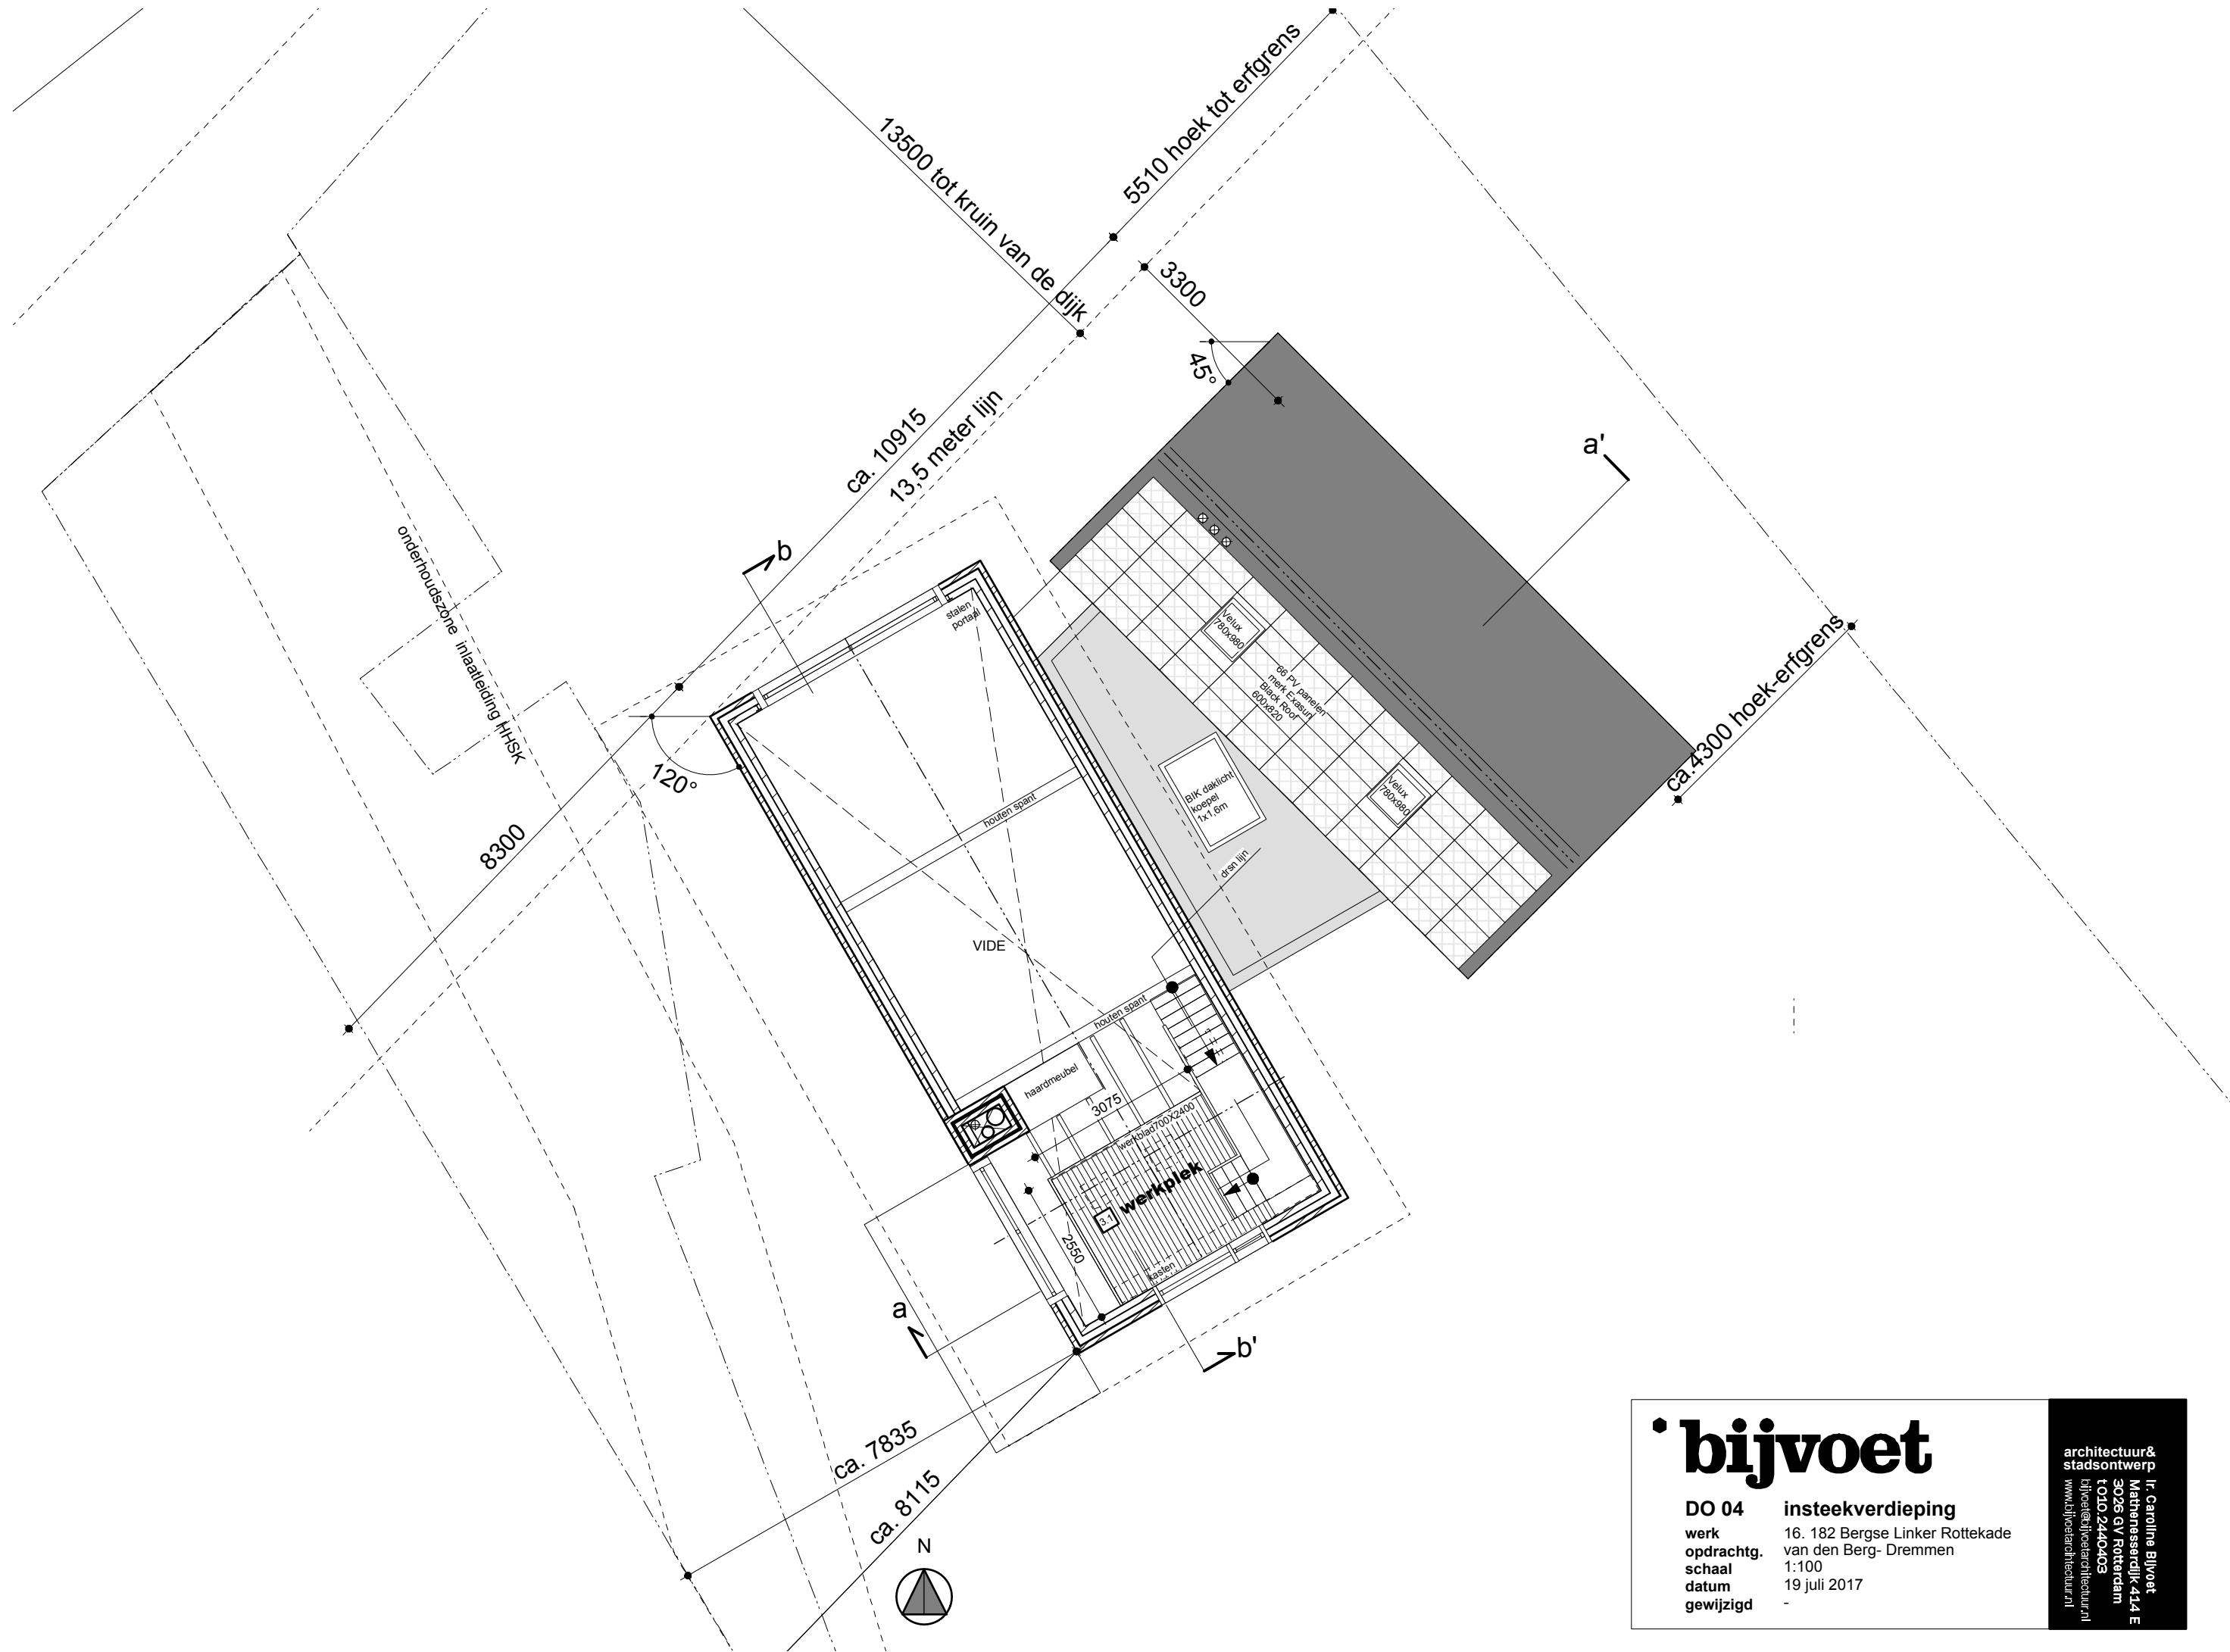 13500 tot kruin van de dijk
5510 hoek tot erfgrens
3300
45°
ca. 10915
13,5 meter lijn
a'
b
onderhoudszone inlaatleiding HHSK
stalen
portaal
Velux
780x980
66 PV panelen
merk Exasun
Black Roof
600x820
ca.4300 hoek-erfgrens
120°
8300
BIK daklicht
koepel
1x1,6m
Velux
780x980
houten spant
drsn lijn
VIDE
houten spant
haardmeubel
3075
werkblad700X2400
3.1
werkplek
2550
kasten
a
b'
ca. 7835
ca. 8115
N
bijvoet
DO 04 insteekverdieping
werk 16. 182 Bergse Linker Rottekade
opdrachtg. van den Berg- Dremmen
schaal 1:100
datum 19 juli 2017
gewijzigd -
architectuur&
stadsontwerp
Ir. Caroline Bijvoet
Mathenesserdijk 414 E
3026 GV Rotterdam
t 010.2440403
bijvoet@bijvoetarchitectuur.nl
www.bijvoetarchitectuur.nl